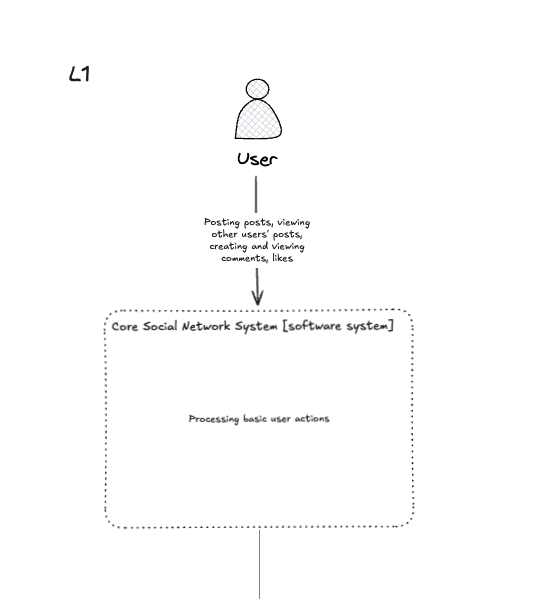 L1
User
Posting posts, viewing
other users' posts,
creating and viewing
comments, likes
Core Social Network System [software system]
Processing basic user actions